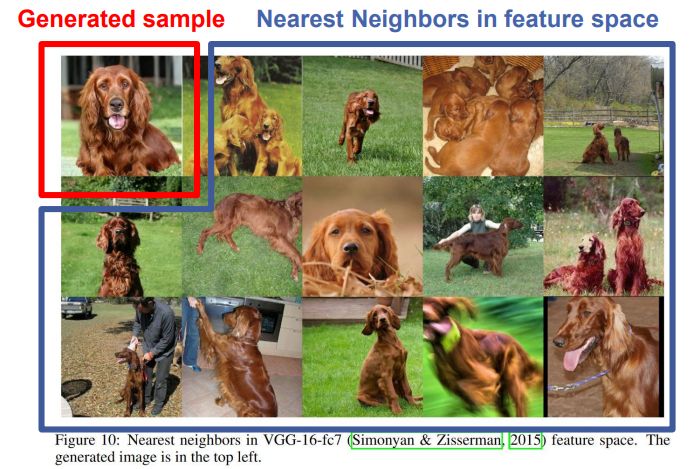 Generated sample
Nearest Neighbors in feature space
Figure 10: Nearest neighbors in VGG-16-fc7 (Simonyan & Zisserman, 2015) feature space. The
generated image is in the top left.